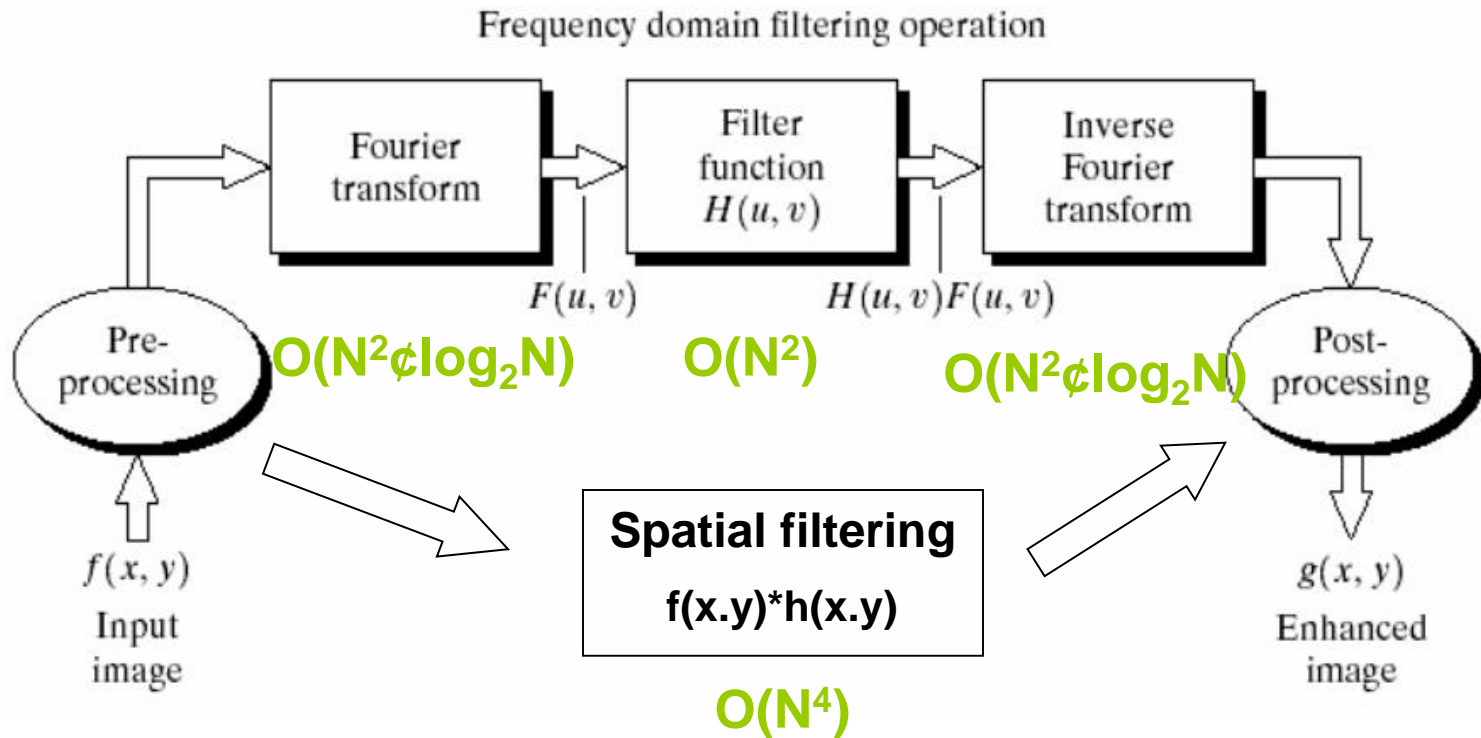 Frequency domain filtering operation
Fourier
transform
Filter
function
H(u, v)
Inverse
Fourier
transform
F(u, v)
H(u, v)F(u, v)
Pre-
processing
O(N²¢log₂N)
O(N²)
O(N²¢log₂N)
Post-
processing
Spatial filtering
f(x.y)*h(x.y)
O(N⁴)
f(x, y)
Input
image
g(x, y)
Enhanced
image